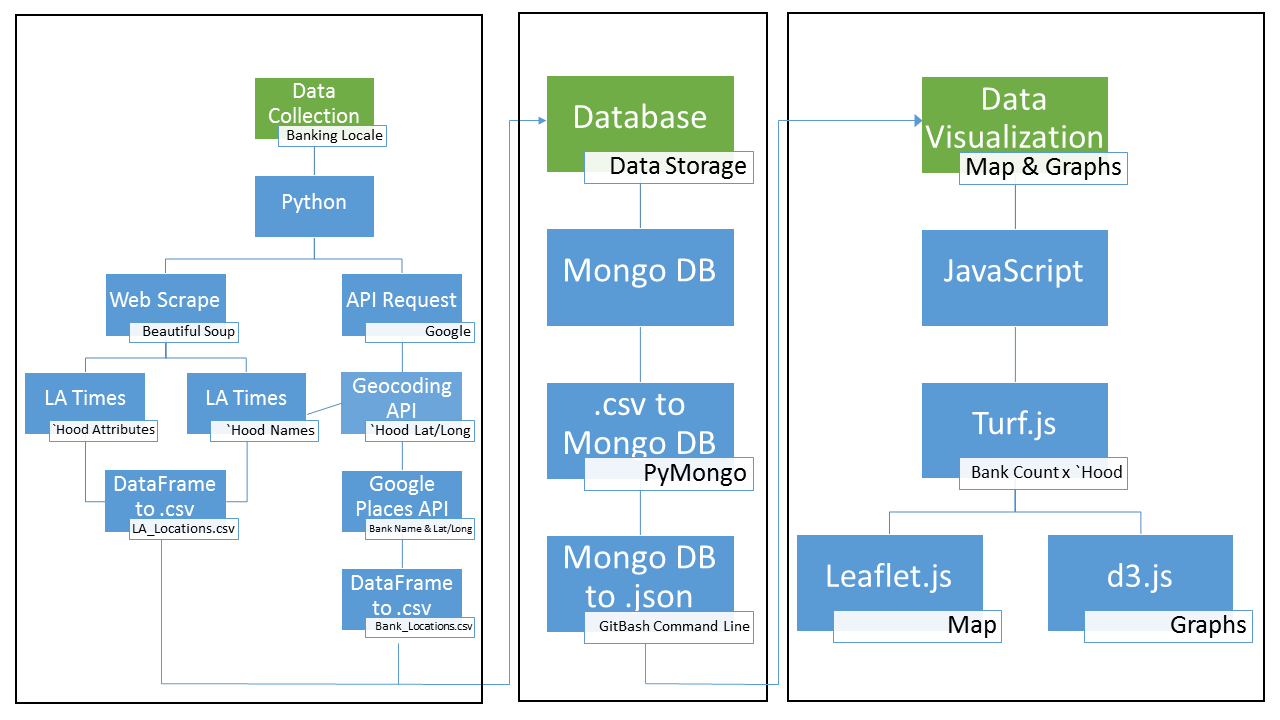 Data
Collection
Banking Locale
Python
Web Scrape
Beautiful Soup
API Request
Google
LA Times
`Hood Attributes
LA Times
`Hood Names
Geocoding
API
`Hood Lat/Long
DataFrame
to .csv
LA_Locations.csv
Google
Places API
Bank Name & Lat/Long
DataFrame
to .csv
Bank_Locations.csv
Database
Data Storage
Mongo DB
.csv to
Mongo DB
PyMongo
Mongo DB
to .json
GitBash Command Line
Data
Visualization
Map & Graphs
JavaScript
Turf.js
Bank Count x `Hood
Leaflet.js
Map
d3.js
Graphs